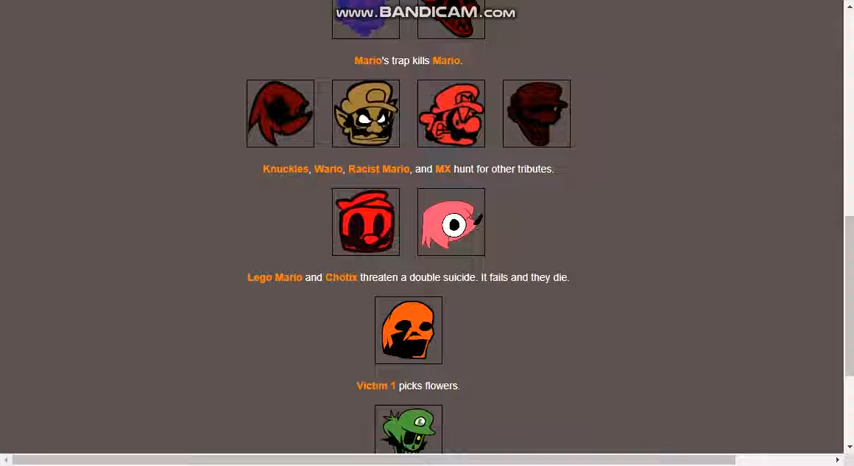 www.BANDICAM.com
Mario's trap kills Mario.
Knuckles, Wario, Racist Mario, and MX hunt for other tributes.
Lego Mario and Chotix threaten a double suicide. It fails and they die.
Victim 1 picks flowers.